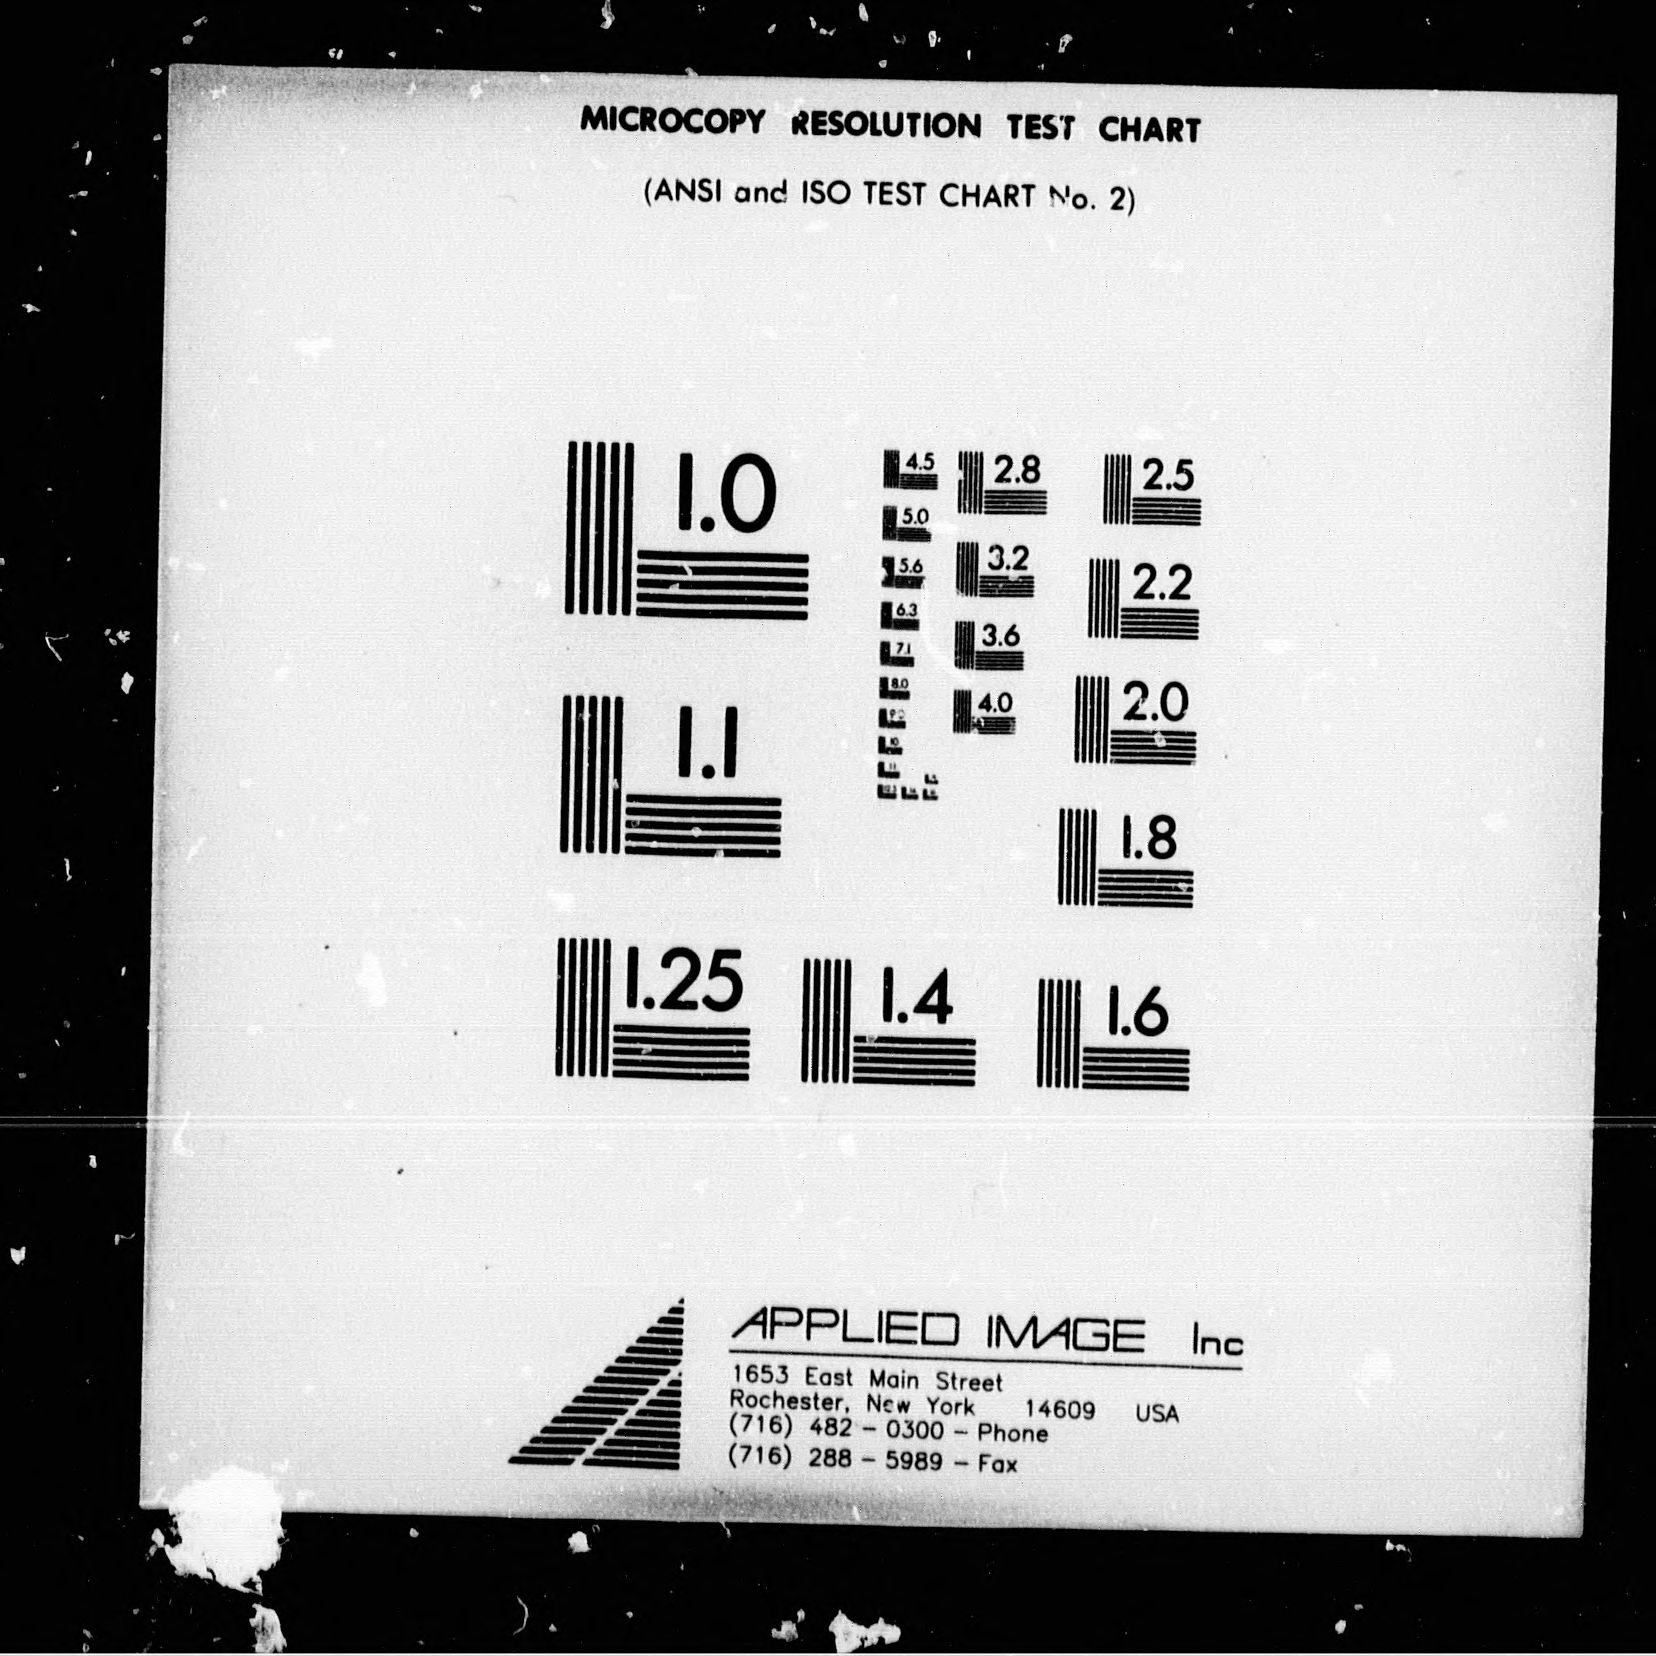 MICROCOPY RESOLUTION TEST CHART
(ANSI and ISO TEST CHART No. 2)
1.0
1.1
1.25
1.4
1.6
1.8
2.0
2.2
2.5
2.8
3.2
3.6
4.0
4.5
5.0
5.6
6.3
7.1
8.0
APPLIED IMAGE Inc
1653 East Main Street
Rochester, New York 14609 USA
(716) 482 - 0300 - Phone
(716) 288 - 5989 - Fax